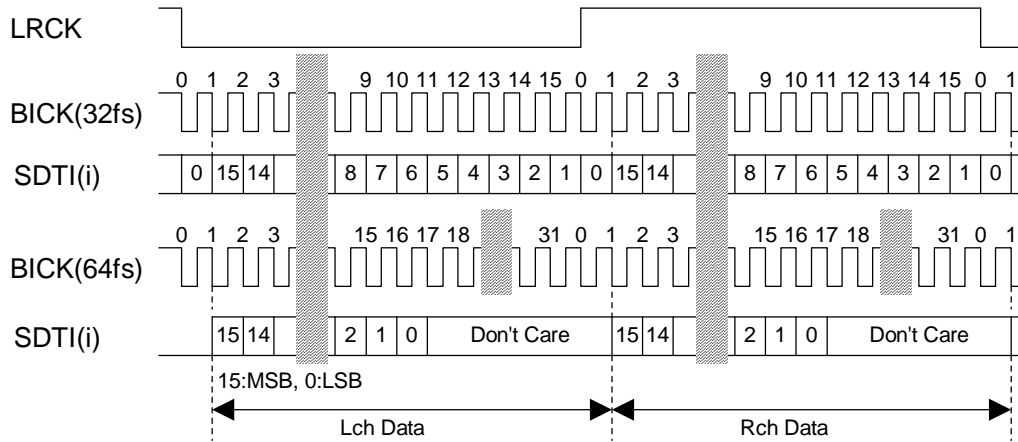 LRCK
0 1 2 3 9 10 11 12 13 14 15 0 1 2 3 9 10 11 12 13 14 15 0 1
BICK(32fs)
SDTI(i) 0 15 14 8 7 6 5 4 3 2 1 0 15 14 8 7 6 5 4 3 2 1 0
0 1 2 3 15 16 17 18 31 0 1 2 3 15 16 17 18 31 0 1
BICK(64fs)
SDTI(i) 15 14 2 1 0 Don't Care 15 14 2 1 0 Don't Care
15:MSB, 0:LSB
Lch Data Rch Data